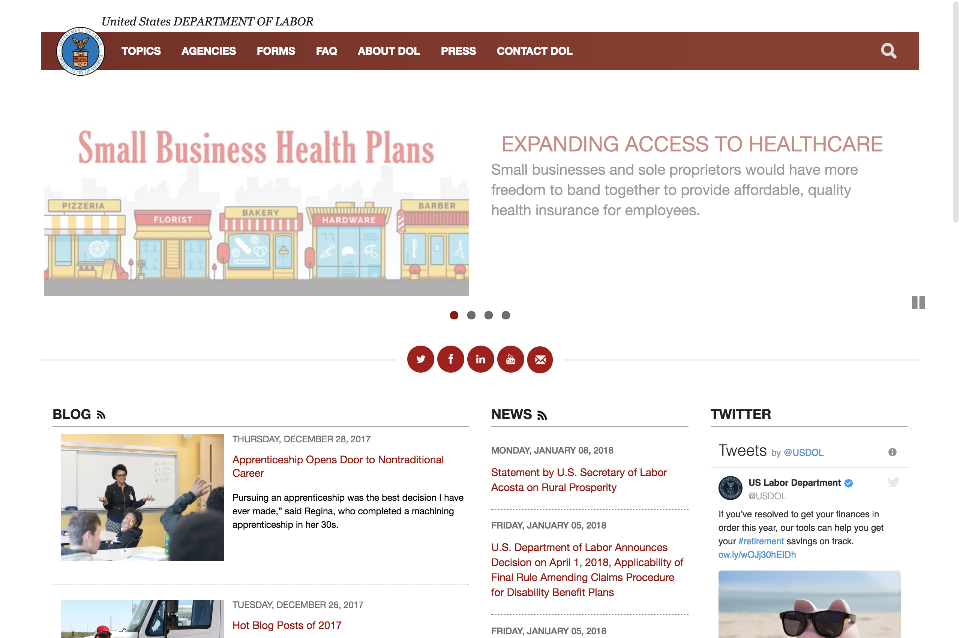 United States DEPARTMENT OF LABOR
TOPICS AGENCIES FORMS FAQ ABOUT DOL PRESS CONTACT DOL
Small Business Health Plans
PIZZERIA
FLORIST
BAKERY
HARDWARE
BARBER
EXPANDING ACCESS TO HEALTHCARE
Small businesses and sole proprietors would have more
freedom to band together to provide affordable, quality
health insurance for employees.
BLOG
THURSDAY, DECEMBER 28, 2017
Apprenticeship Opens Door to Nontraditional
Career
Pursuing an apprenticeship was the best decision I have
ever made," said Regina, who completed a machining
apprenticeship in her 30s.
TUESDAY, DECEMBER 26, 2017
Hot Blog Posts of 2017
NEWS
MONDAY, JANUARY 08, 2018
Statement by U.S. Secretary of Labor
Acosta on Rural Prosperity
FRIDAY, JANUARY 05, 2018
U.S. Department of Labor Announces
Decision on April 1, 2018, Applicability of
Final Rule Amending Claims Procedure
for Disability Benefit Plans
FRIDAY, JANUARY 05, 2018
TWITTER
Tweets by @USDOL
US Labor Department
@USDOL
If you've resolved to get your finances in
order this year, our tools can help you get
your #retirement savings on track.
ow.ly/wOJj30hEIDh